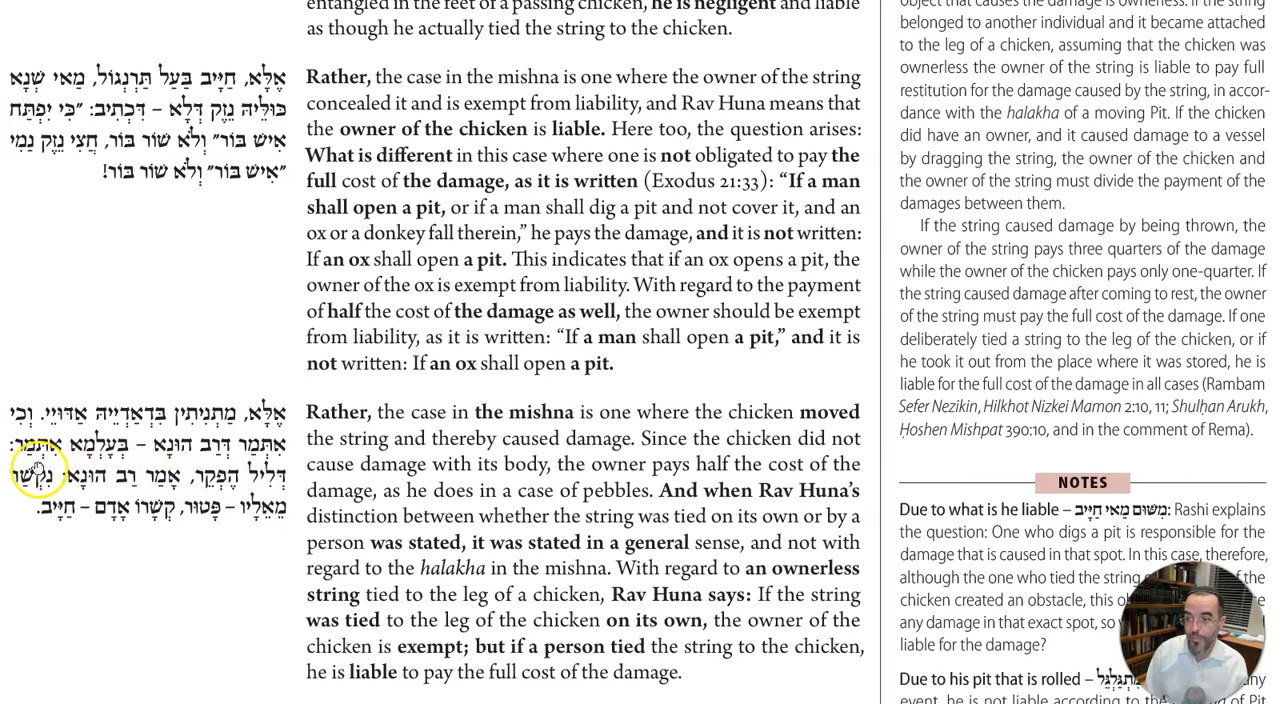 entangled in the feet of a passing chicken, he is negligent and liable
as though he actually tied the string to the chicken.
אֶלָּא, חַיָּיב בַּעַל תַּרְנְגוֹל, מַאי שְׁנָא
כּוּלֵּיהּ נֵזֶק דְּלָא – דִּכְתִיב: ״כִּי יִפְתַּח
אִישׁ בּוֹר״ וְלֹא שׁוֹר בּוֹר, חֲצִי נֵזֶק נַמִי
״אִישׁ בּוֹר״ וְלֹא שׁוֹר בּוֹר!
Rather, the case in the mishna is one where the owner of the string
concealed it and is exempt from liability, and Rav Huna means that
the owner of the chicken is liable. Here too, the question arises:
What is different in this case where one is not obligated to pay the
full cost of the damage, as it is written (Exodus 21:33): “If a man
shall open a pit, or if a man shall dig a pit and not cover it, and an
ox or a donkey fall therein,” he pays the damage, and it is not written:
If an ox shall open a pit. This indicates that if an ox opens a pit, the
owner of the ox is exempt from liability. With regard to the payment
of half the cost of the damage as well, the owner should be exempt
from liability, as it is written: “If a man shall open a pit,” and it is
not written: If an ox shall open a pit.
אֶלָּא, מַתְנִיתִין בִּדְאַדְיֵיהּ אַדּוּיֵי. וְכִי
אִתְּמַר דְּרַב הוּנָא – בְּעָלְמָא אִתְּמַר:
דְּלִיל הֶפְקֵר, אָמַר רַב הוּנָא: נִקְשַׁר
מֵאֵלָיו – פָּטוּר, קְשָׁרוֹ אָדָם – חַיָּיב.
Rather, the case in the mishna is one where the chicken moved
the string and thereby caused damage. Since the chicken did not
cause damage with its body, the owner pays half the cost of the
damage, as he does in a case of pebbles. And when Rav Huna’s
distinction between whether the string was tied on its own or by a
person was stated, it was stated in a general sense, and not with
regard to the halakha in the mishna. With regard to an ownerless
string tied to the leg of a chicken, Rav Huna says: If the string
was tied to the leg of the chicken on its own, the owner of the
chicken is exempt; but if a person tied the string to the chicken,
he is liable to pay the full cost of the damage.
object that causes the damage is ownerless. If the string
belonged to another individual and it became attached
to the leg of a chicken, assuming that the chicken was
ownerless the owner of the string is liable to pay full
restitution for the damage caused by the string, in accor-
dance with the halakha of a moving Pit. If the chicken
did have an owner, and it caused damage to a vessel
by dragging the string, the owner of the chicken and
the owner of the string must divide the payment of the
damages between them.
If the string caused damage by being thrown, the
owner of the string pays three quarters of the damage
while the owner of the chicken pays only one-quarter. If
the string caused damage after coming to rest, the owner
of the string must pay the full cost of the damage. If one
deliberately tied a string to the leg of the chicken, or if
he took it out from the place where it was stored, he is
liable for the full cost of the damage in all cases (Rambam
Sefer Nezikin, Hilkhot Nizkei Mamon 2:10, 11; Shulḥan Arukh,
Ḥoshen Mishpat 390:10, and in the comment of Rema).
NOTES
Due to what is he liable – מִשּׁוּם מַאי חַיָּיב: Rashi explains
the question: One who digs a pit is responsible for the
damage that is caused in that spot. In this case, therefore,
although the one who tied the string of the
chicken created an obstacle, this
any damage in that exact spot, so
liable for the damage?
Due to his pit that is rolled – any
event, he is not liable according to the of Pit